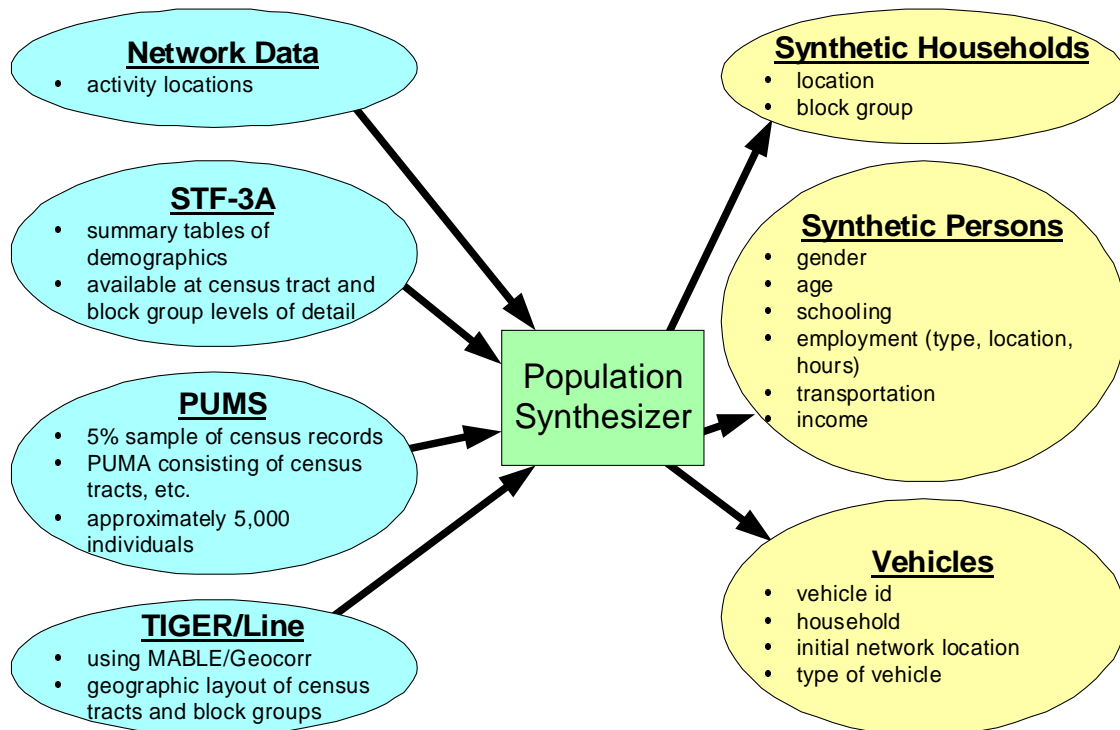 Network Data
• activity locations
STF-3A
• summary tables of
demographics
• available at census tract and
block group levels of detail
PUMS
• 5% sample of census records
• PUMA consisting of census
tracts, etc.
• approximately 5,000
individuals
TIGER/Line
• using MABLE/Geocorr
• geographic layout of census
tracts and block groups
Population
Synthesizer
Synthetic Households
• location
• block group
Synthetic Persons
• gender
• age
• schooling
• employment (type, location,
hours)
• transportation
• income
Vehicles
• vehicle id
• household
• initial network location
• type of vehicle